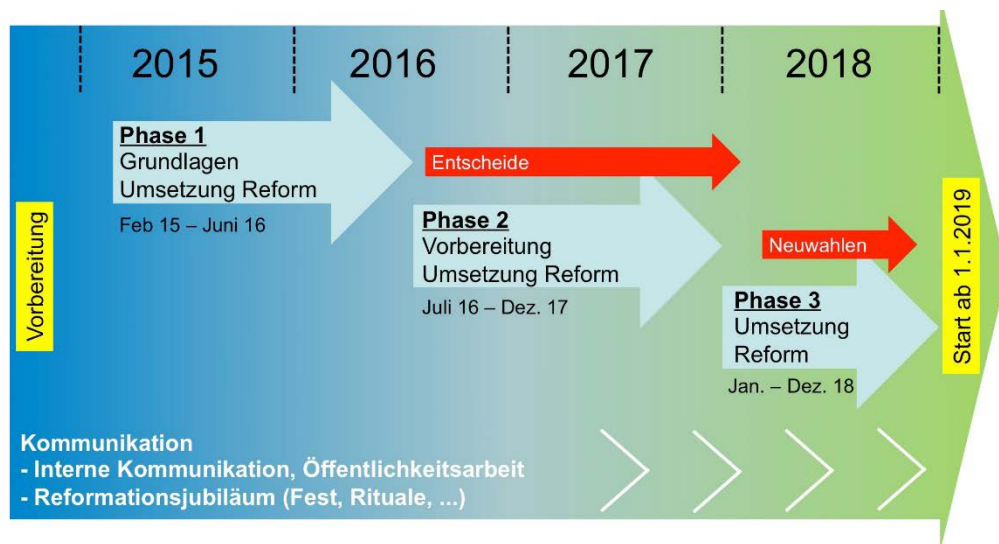 2015
2016
2017
2018
Vorbereitung
Phase 1
Grundlagen
Umsetzung Reform
Feb 15 – Juni 16
Entscheide
Phase 2
Vorbereitung
Umsetzung Reform
Juli 16 – Dez. 17
Neuwahlen
Phase 3
Umsetzung
Reform
Jan. – Dez. 18
Start ab 1.1.2019
Kommunikation
- Interne Kommunikation, Öffentlichkeitsarbeit
- Reformationsjubiläum (Fest, Rituale, ...)